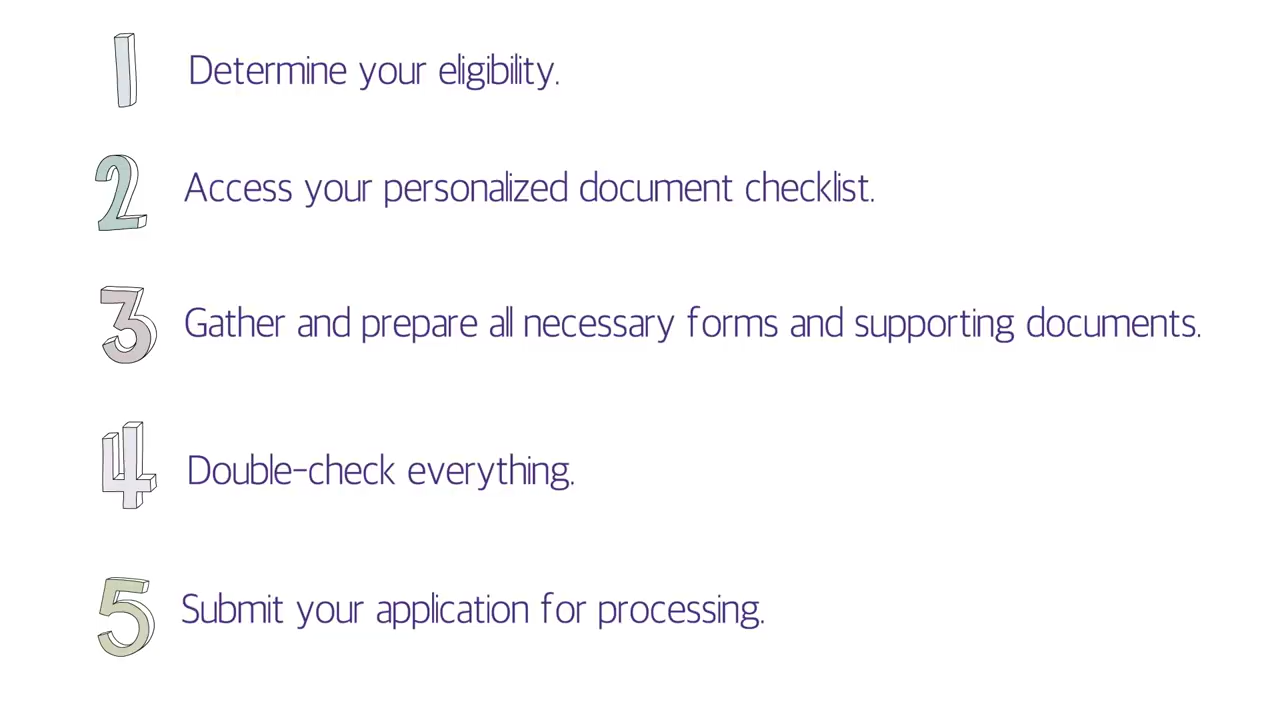 1 Determine your eligibility.
2 Access your personalized document checklist.
3 Gather and prepare all necessary forms and supporting documents.
4 Double-check everything.
5 Submit your application for processing.